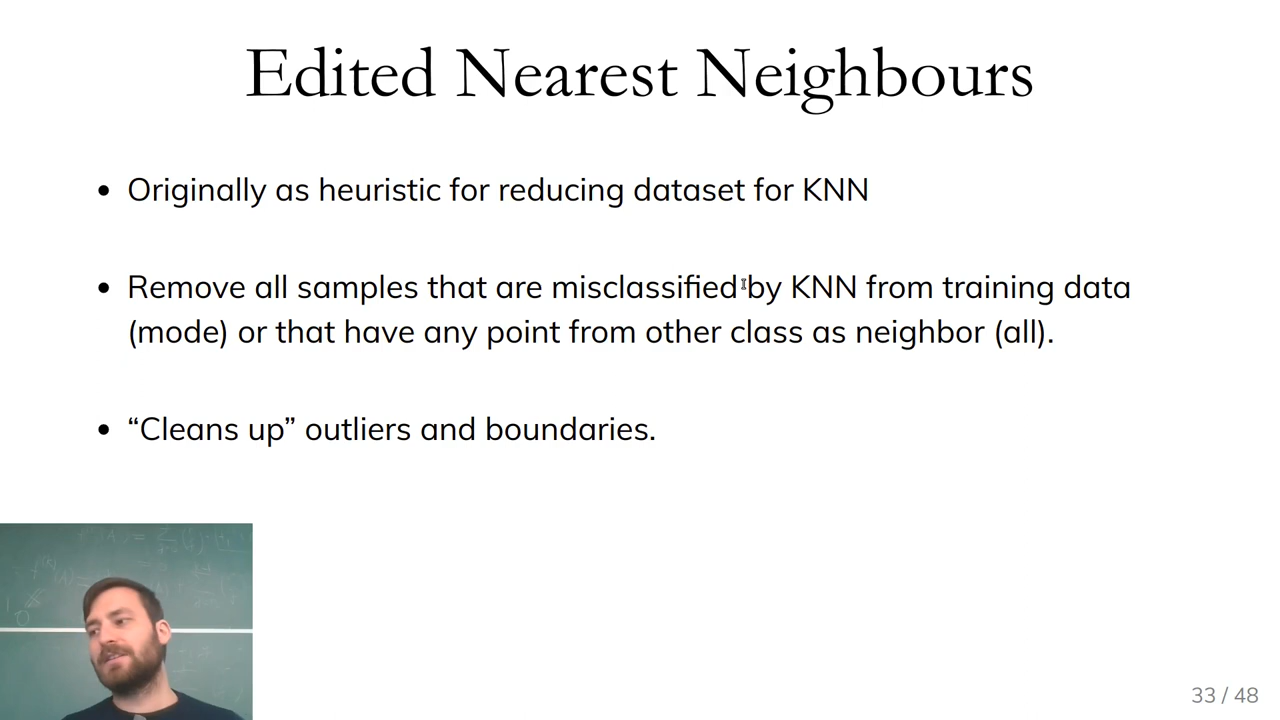 Edited Nearest Neighbours
• Originally as heuristic for reducing dataset for KNN
• Remove all samples that are misclassified by KNN from training data
(mode) or that have any point from other class as neighbor (all).
• “Cleans up” outliers and boundaries.
33 / 48